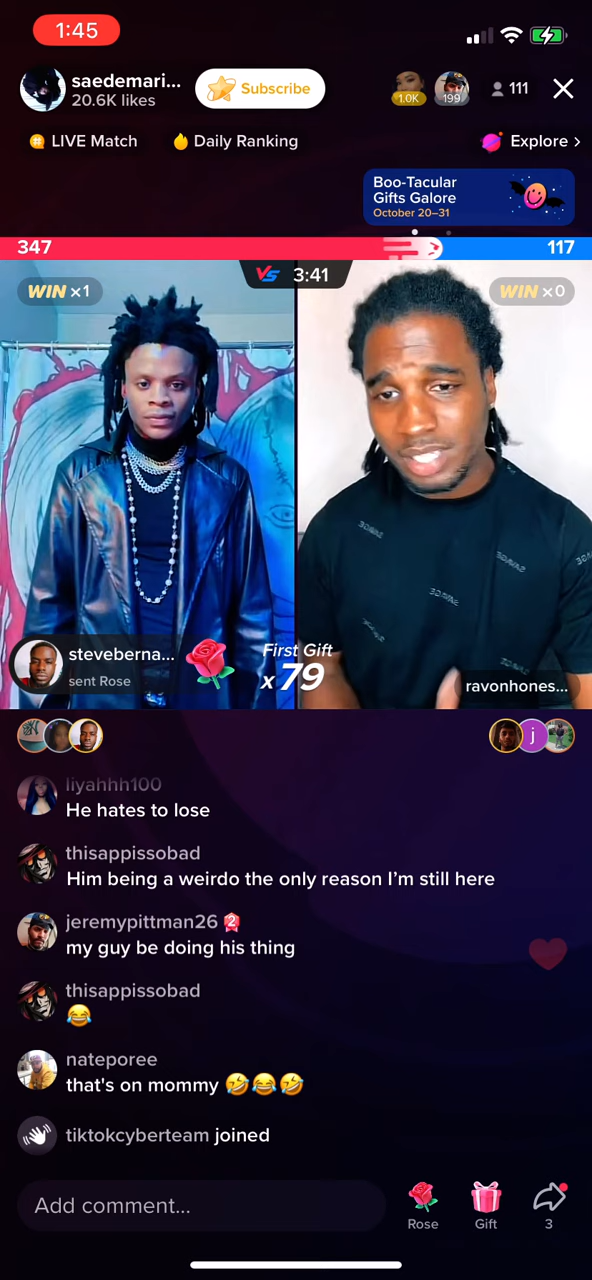 1:45
saedemari...
20.6K likes
Subscribe
1.0K
199
111
LIVE Match
Daily Ranking
Explore >
Boo-Tacular
Gifts Galore
October 20–31
347
117
VS 3:41
WIN x1
WIN x0
steveberna...
sent Rose
First Gift
x79
ravonhones...
j
liyahhh100
He hates to lose
thisappissobad
Him being a weirdo the only reason I'm still here
jeremypittman26 2
my guy be doing his thing
thisappissobad
😂
nateporee
that's on mommy 🤣😂🤣
tiktokcyberteam joined
Add comment...
Rose
Gift
3